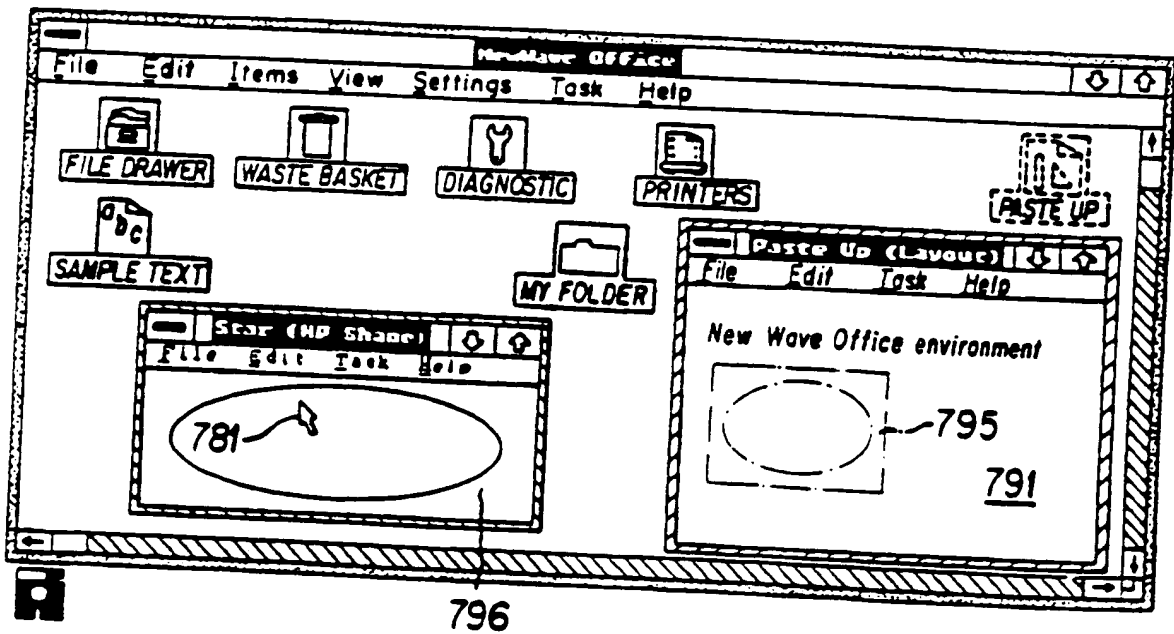 NewWave Office
File Edit Items View Settings Task Help
FILE DRAWER
WASTE BASKET
DIAGNOSTIC
PRINTERS
PASTE UP
abc
SAMPLE TEXT
MY FOLDER
Paste Up (Layout)
File Edit Task Help
New Wave Office environment
795
791
Star (HP Shape)
File Edit Task Help
781
796